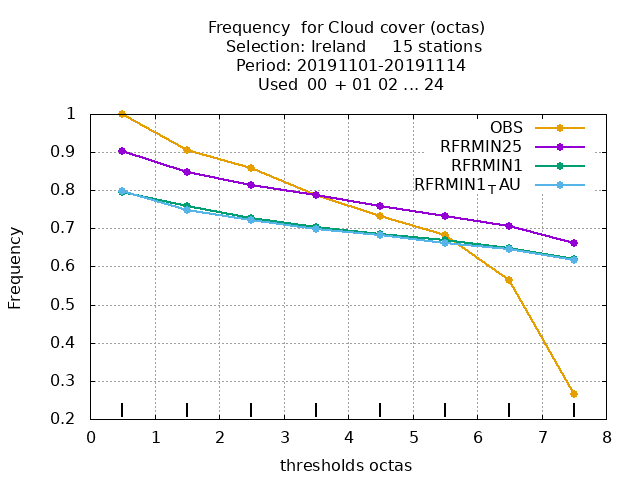 Frequency for Cloud cover (octas)
Selection: Ireland 15 stations
Period: 20191101-20191114
Used 00 + 01 02 ... 24
OBS
RFRMIN25
RFRMIN1
RFRMIN1_TAU
1
0.9
0.8
0.7
0.6
0.5
0.4
0.3
0.2
Frequency
0 1 2 3 4 5 6 7 8
thresholds octas